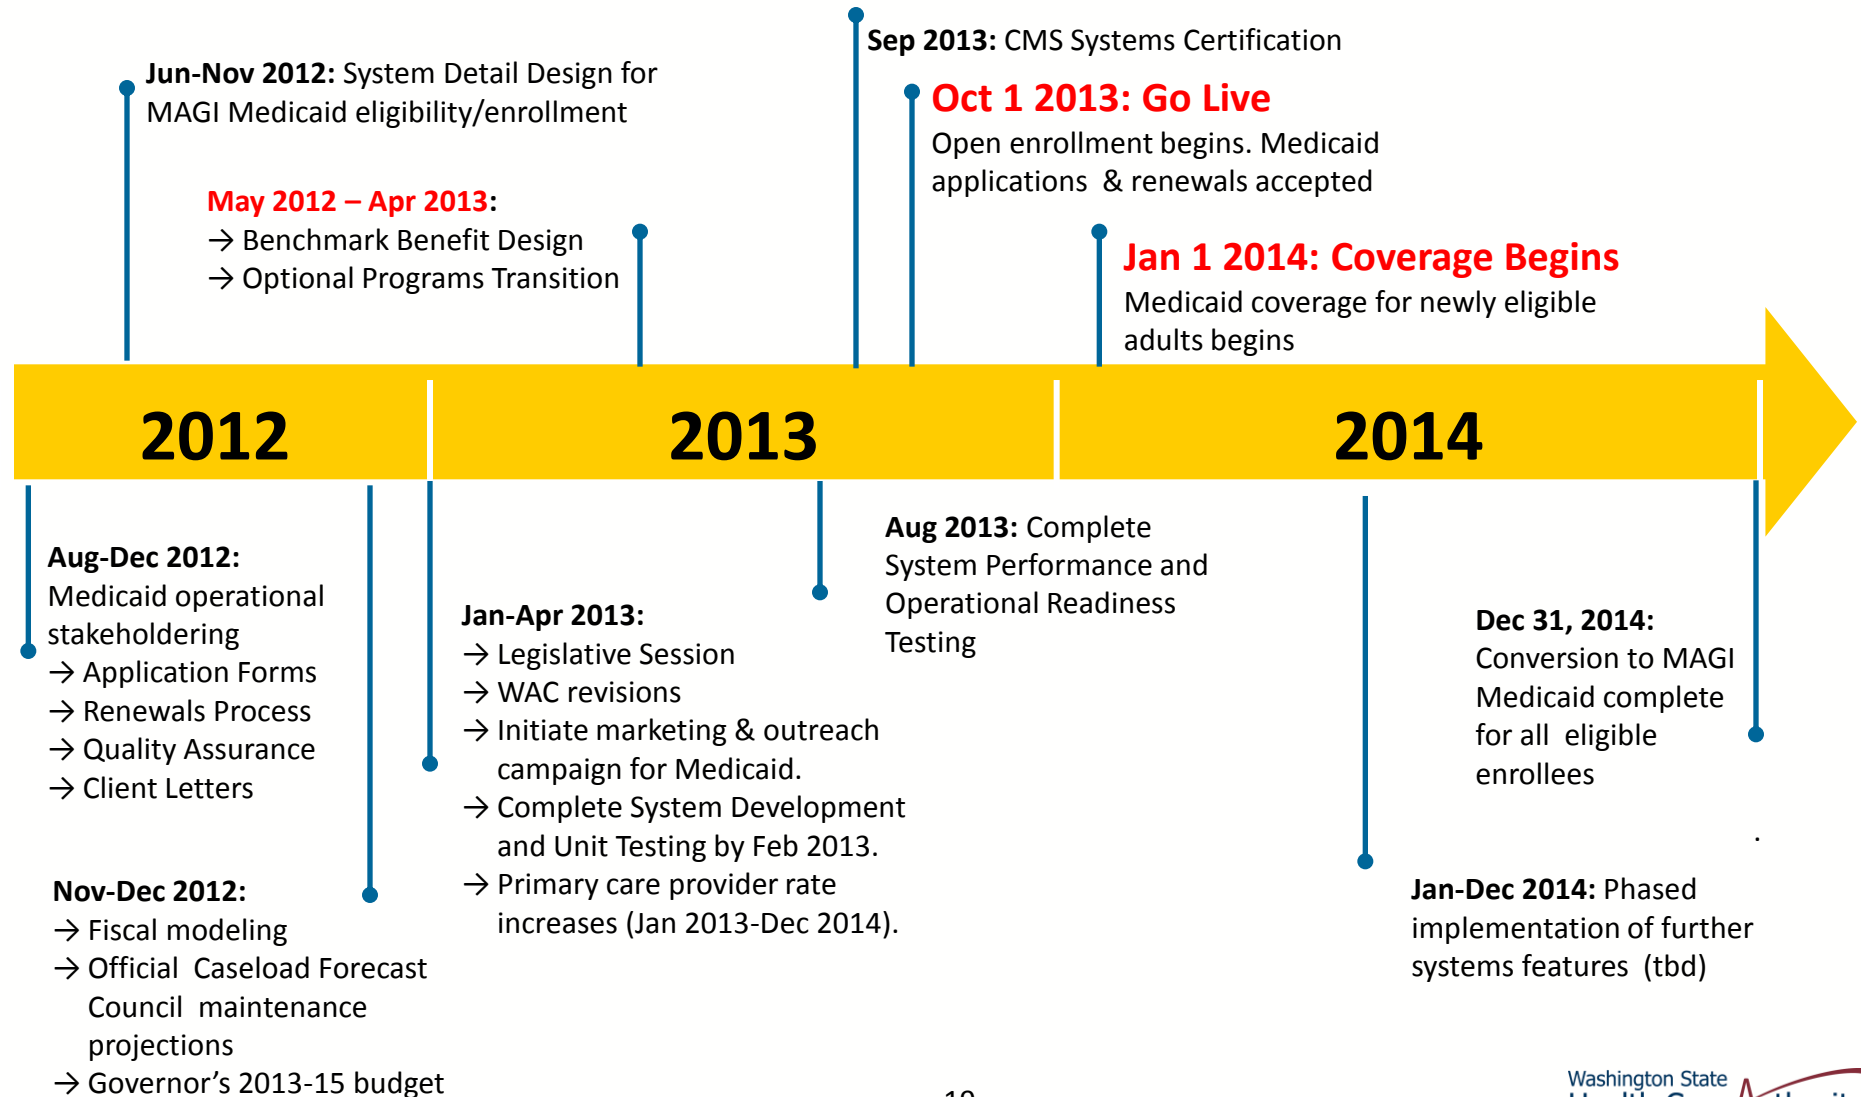 Sep 2013: CMS Systems Certification
Jun-Nov 2012: System Detail Design for
MAGI Medicaid eligibility/enrollment
Oct 1 2013: Go Live
Open enrollment begins. Medicaid
applications & renewals accepted
May 2012 – Apr 2013:
→ Benchmark Benefit Design
→ Optional Programs Transition
Jan 1 2014: Coverage Begins
Medicaid coverage for newly eligible
adults begins
2012
2013
2014
Aug-Dec 2012:
Medicaid operational
stakeholdering
→ Application Forms
→ Renewals Process
→ Quality Assurance
→ Client Letters
Nov-Dec 2012:
→ Fiscal modeling
→ Official Caseload Forecast
Council maintenance
projections
→ Governor's 2013-15 budget
Jan-Apr 2013:
→ Legislative Session
→ WAC revisions
→ Initiate marketing & outreach
campaign for Medicaid.
→ Complete System Development
and Unit Testing by Feb 2013.
→ Primary care provider rate
increases (Jan 2013-Dec 2014).
Aug 2013: Complete
System Performance and
Operational Readiness
Testing
Dec 31, 2014:
Conversion to MAGI
Medicaid complete
for all eligible
enrollees
.
Jan-Dec 2014: Phased
implementation of further
systems features (tbd)
Washington State